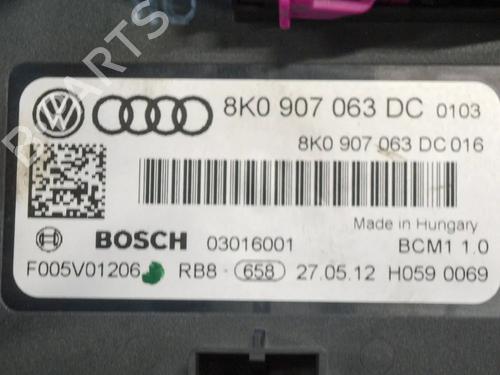 PARTS
8K0 907 063 DC 0103
8K0 907 063 DC 016
Made in Hungary
BOSCH 03016001 BCM1 1.0
F005V01206 RB8 · 658 27.05.12 H059 0069